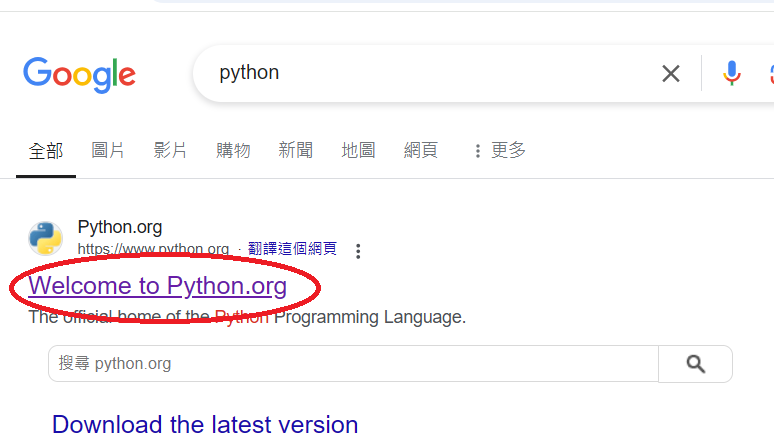 Google
python
全部 圖片 影片 購物 新聞 地圖 網頁 更多
Python.org
https://www.python.org · 翻譯這個網頁
Welcome to Python.org
The official home of the Python Programming Language.
搜尋 python.org
Download the latest version